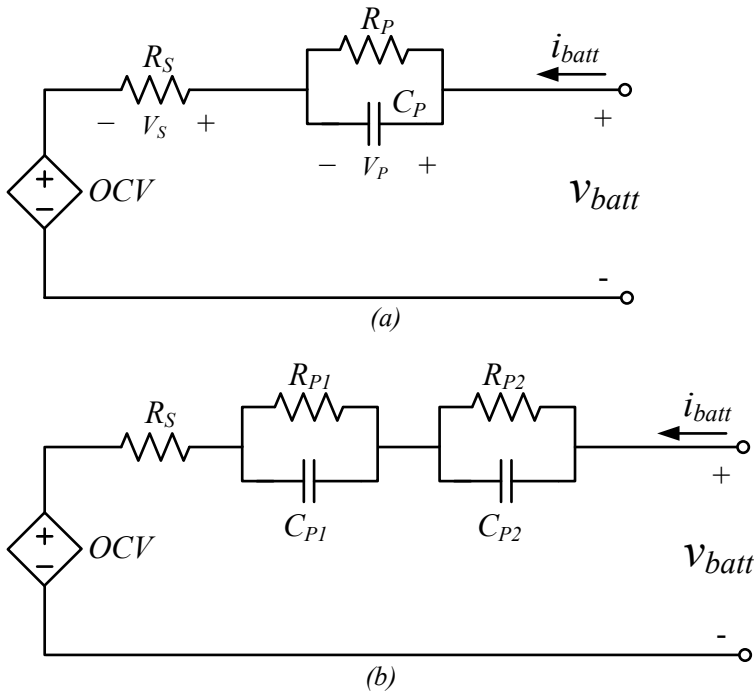 R_P
i_batt
R_S
C_P
− V_S +
+
− V_P +
+
−
OCV
v_batt
-
(a)
R_P1
R_P2
R_S
i_batt
+
C_P1
C_P2
+
−
OCV
v_batt
-
(b)